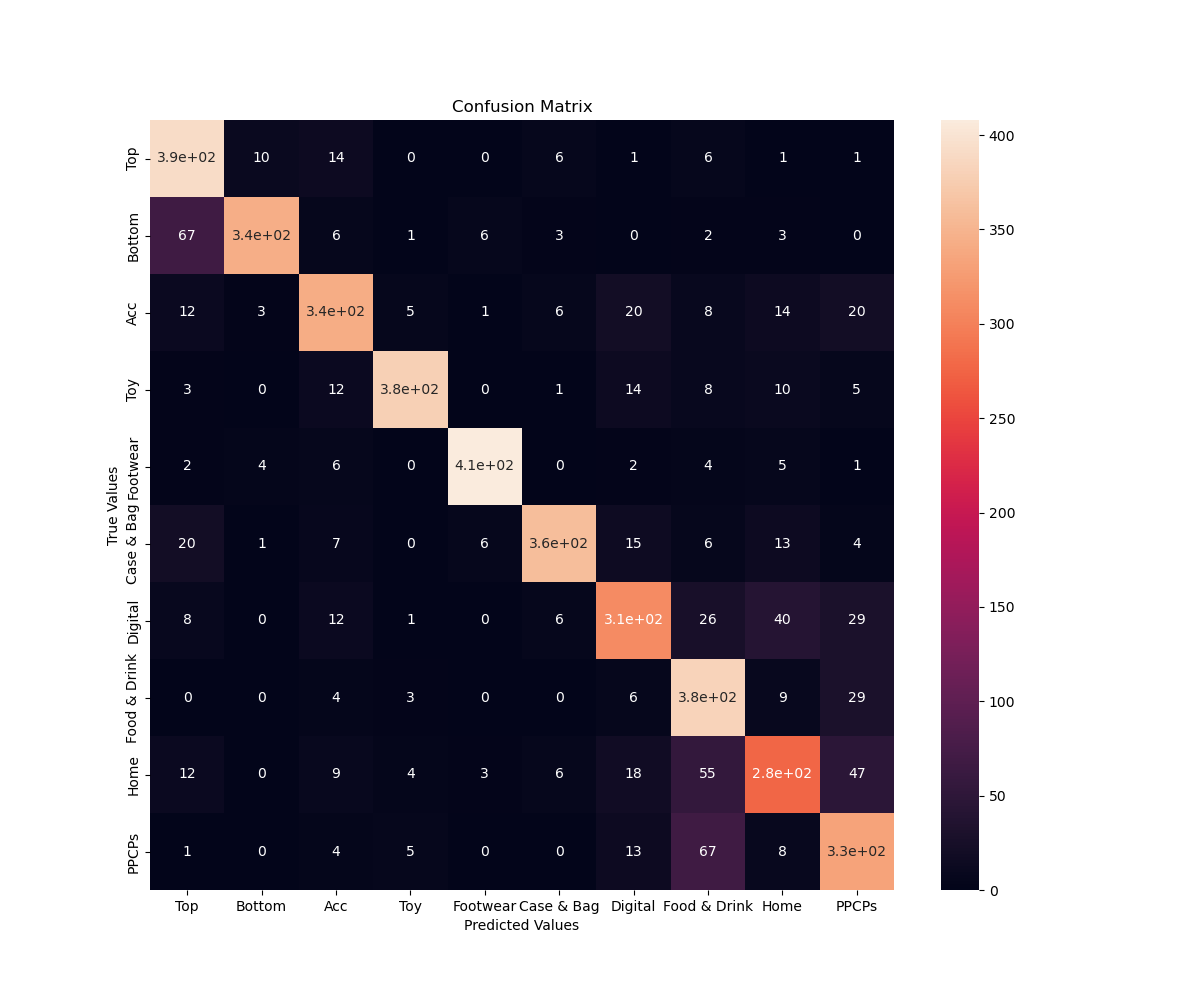 Confusion Matrix
Top 3.9e+02 10 14 0 0 6 1 6 1 1
Bottom 67 3.4e+02 6 1 6 3 0 2 3 0
Acc 12 3 3.4e+02 5 1 6 20 8 14 20
Toy 3 0 12 3.8e+02 0 1 14 8 10 5
Footwear 2 4 6 0 4.1e+02 0 2 4 5 1
Case & Bag 20 1 7 0 6 3.6e+02 15 6 13 4
Digital 8 0 12 1 0 6 3.1e+02 26 40 29
Food & Drink 0 0 4 3 0 0 6 3.8e+02 9 29
Home 12 0 9 4 3 6 18 55 2.8e+02 47
PPCPs 1 0 4 5 0 0 13 67 8 3.3e+02
True Values
Top Bottom Acc Toy Footwear Case & Bag Digital Food & Drink Home PPCPs
Predicted Values
400
350
300
250
200
150
100
50
0